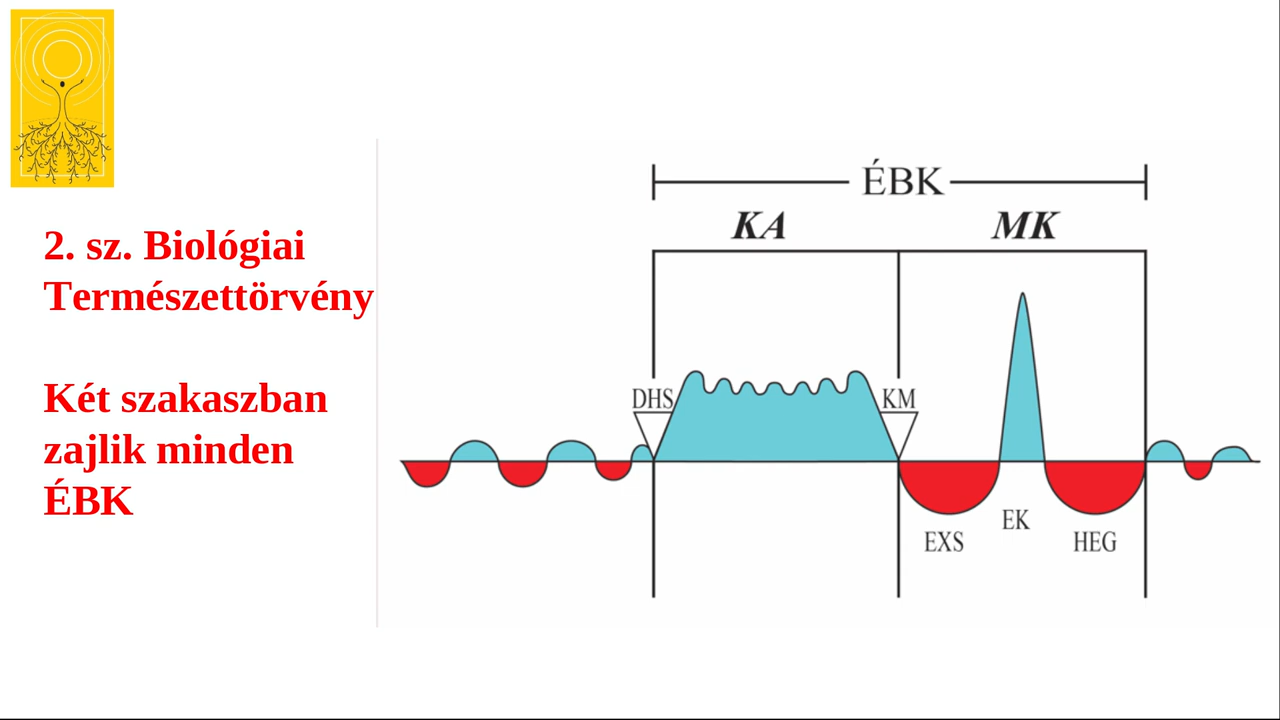 2. sz. Biológiai
Természettörvény
Két szakaszban
zajlik minden
ÉBK
ÉBK
KA MK
DHS KM
EXS EK HEG